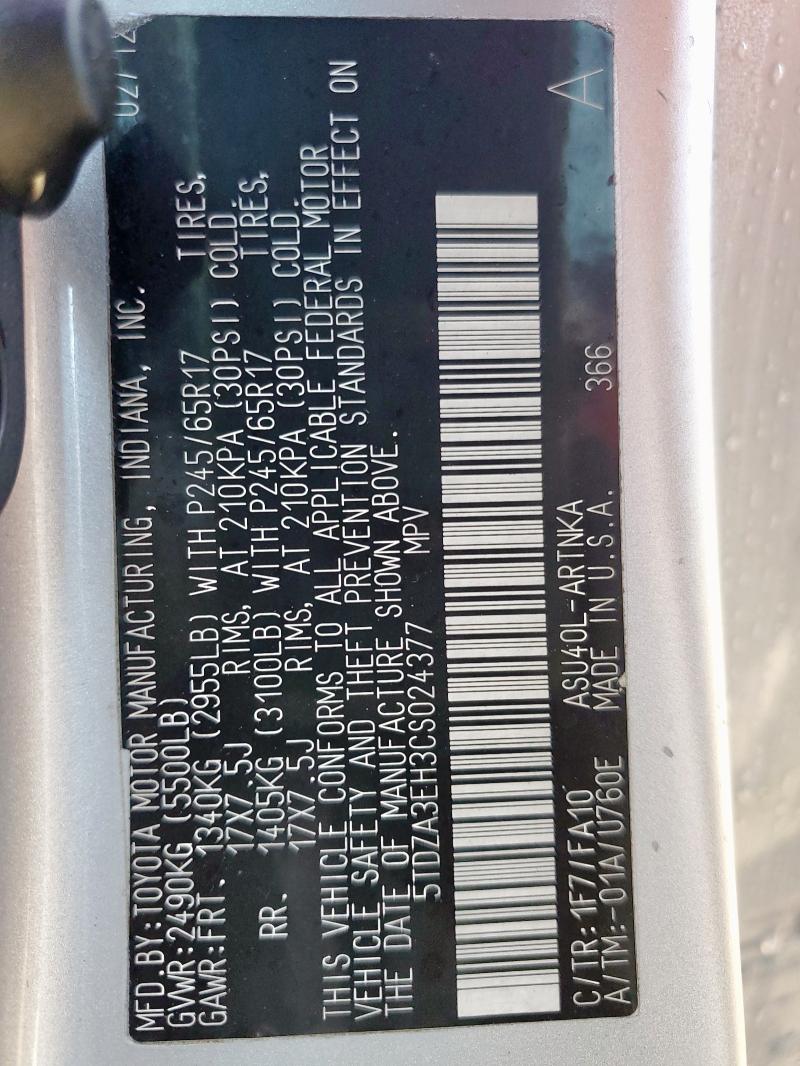 MFD.BY:TOYOTA MOTOR MANUFACTURING, INDIANA, INC. 02/12
GVWR:2490KG (5500LB)
GAWR:FRT. 1340KG (2955LB) WITH P245/65R17 TIRES,
17X7.5J RIMS, AT 210KPA (30PSI) COLD.
RR. 1405KG (3100LB) WITH P245/65R17 TIRES,
17X7.5J RIMS, AT 210KPA (30PSI) COLD.
THIS VEHICLE CONFORMS TO ALL APPLICABLE FEDERAL MOTOR
VEHICLE SAFETY AND THEFT PREVENTION STANDARDS IN EFFECT ON
THE DATE OF MANUFACTURE SHOWN ABOVE.
5TDZA3EH3CS024377 MPV
C/TR:1F7/FA10 ASU40L-ARTNKA A
A/TM:-01A/U760E MADE IN U.S.A. 366